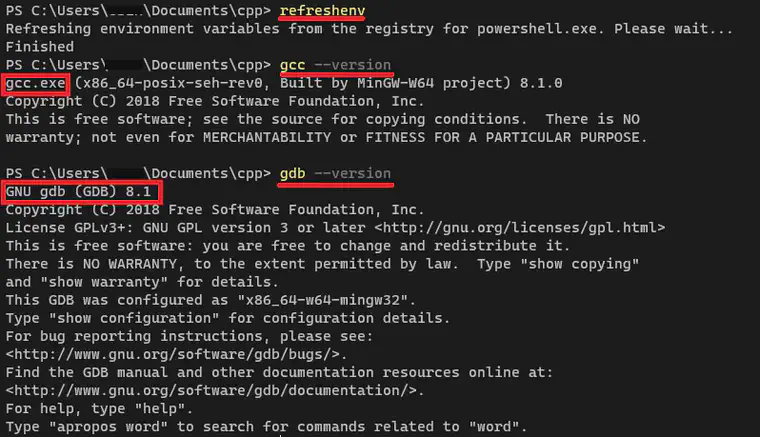 PS C:\Users\ \Documents\cpp> refreshenv
Refreshing environment variables from the registry for powershell.exe. Please wait...
Finished
PS C:\Users\ \Documents\cpp> gcc --version
gcc.exe (x86_64-posix-seh-rev0, Built by MinGW-W64 project) 8.1.0
Copyright (C) 2018 Free Software Foundation, Inc.
This is free software; see the source for copying conditions.  There is NO
warranty; not even for MERCHANTABILITY or FITNESS FOR A PARTICULAR PURPOSE.
PS C:\Users\ \Documents\cpp> gdb --version
GNU gdb (GDB) 8.1
Copyright (C) 2018 Free Software Foundation, Inc.
License GPLv3+: GNU GPL version 3 or later <http://gnu.org/licenses/gpl.html>
This is free software: you are free to change and redistribute it.
There is NO WARRANTY, to the extent permitted by law.  Type "show copying"
and "show warranty" for details.
This GDB was configured as "x86_64-w64-mingw32".
Type "show configuration" for configuration details.
For bug reporting instructions, please see:
<http://www.gnu.org/software/gdb/bugs/>.
Find the GDB manual and other documentation resources online at:
<http://www.gnu.org/software/gdb/documentation/>.
For help, type "help".
Type "apropos word" to search for commands related to "word".